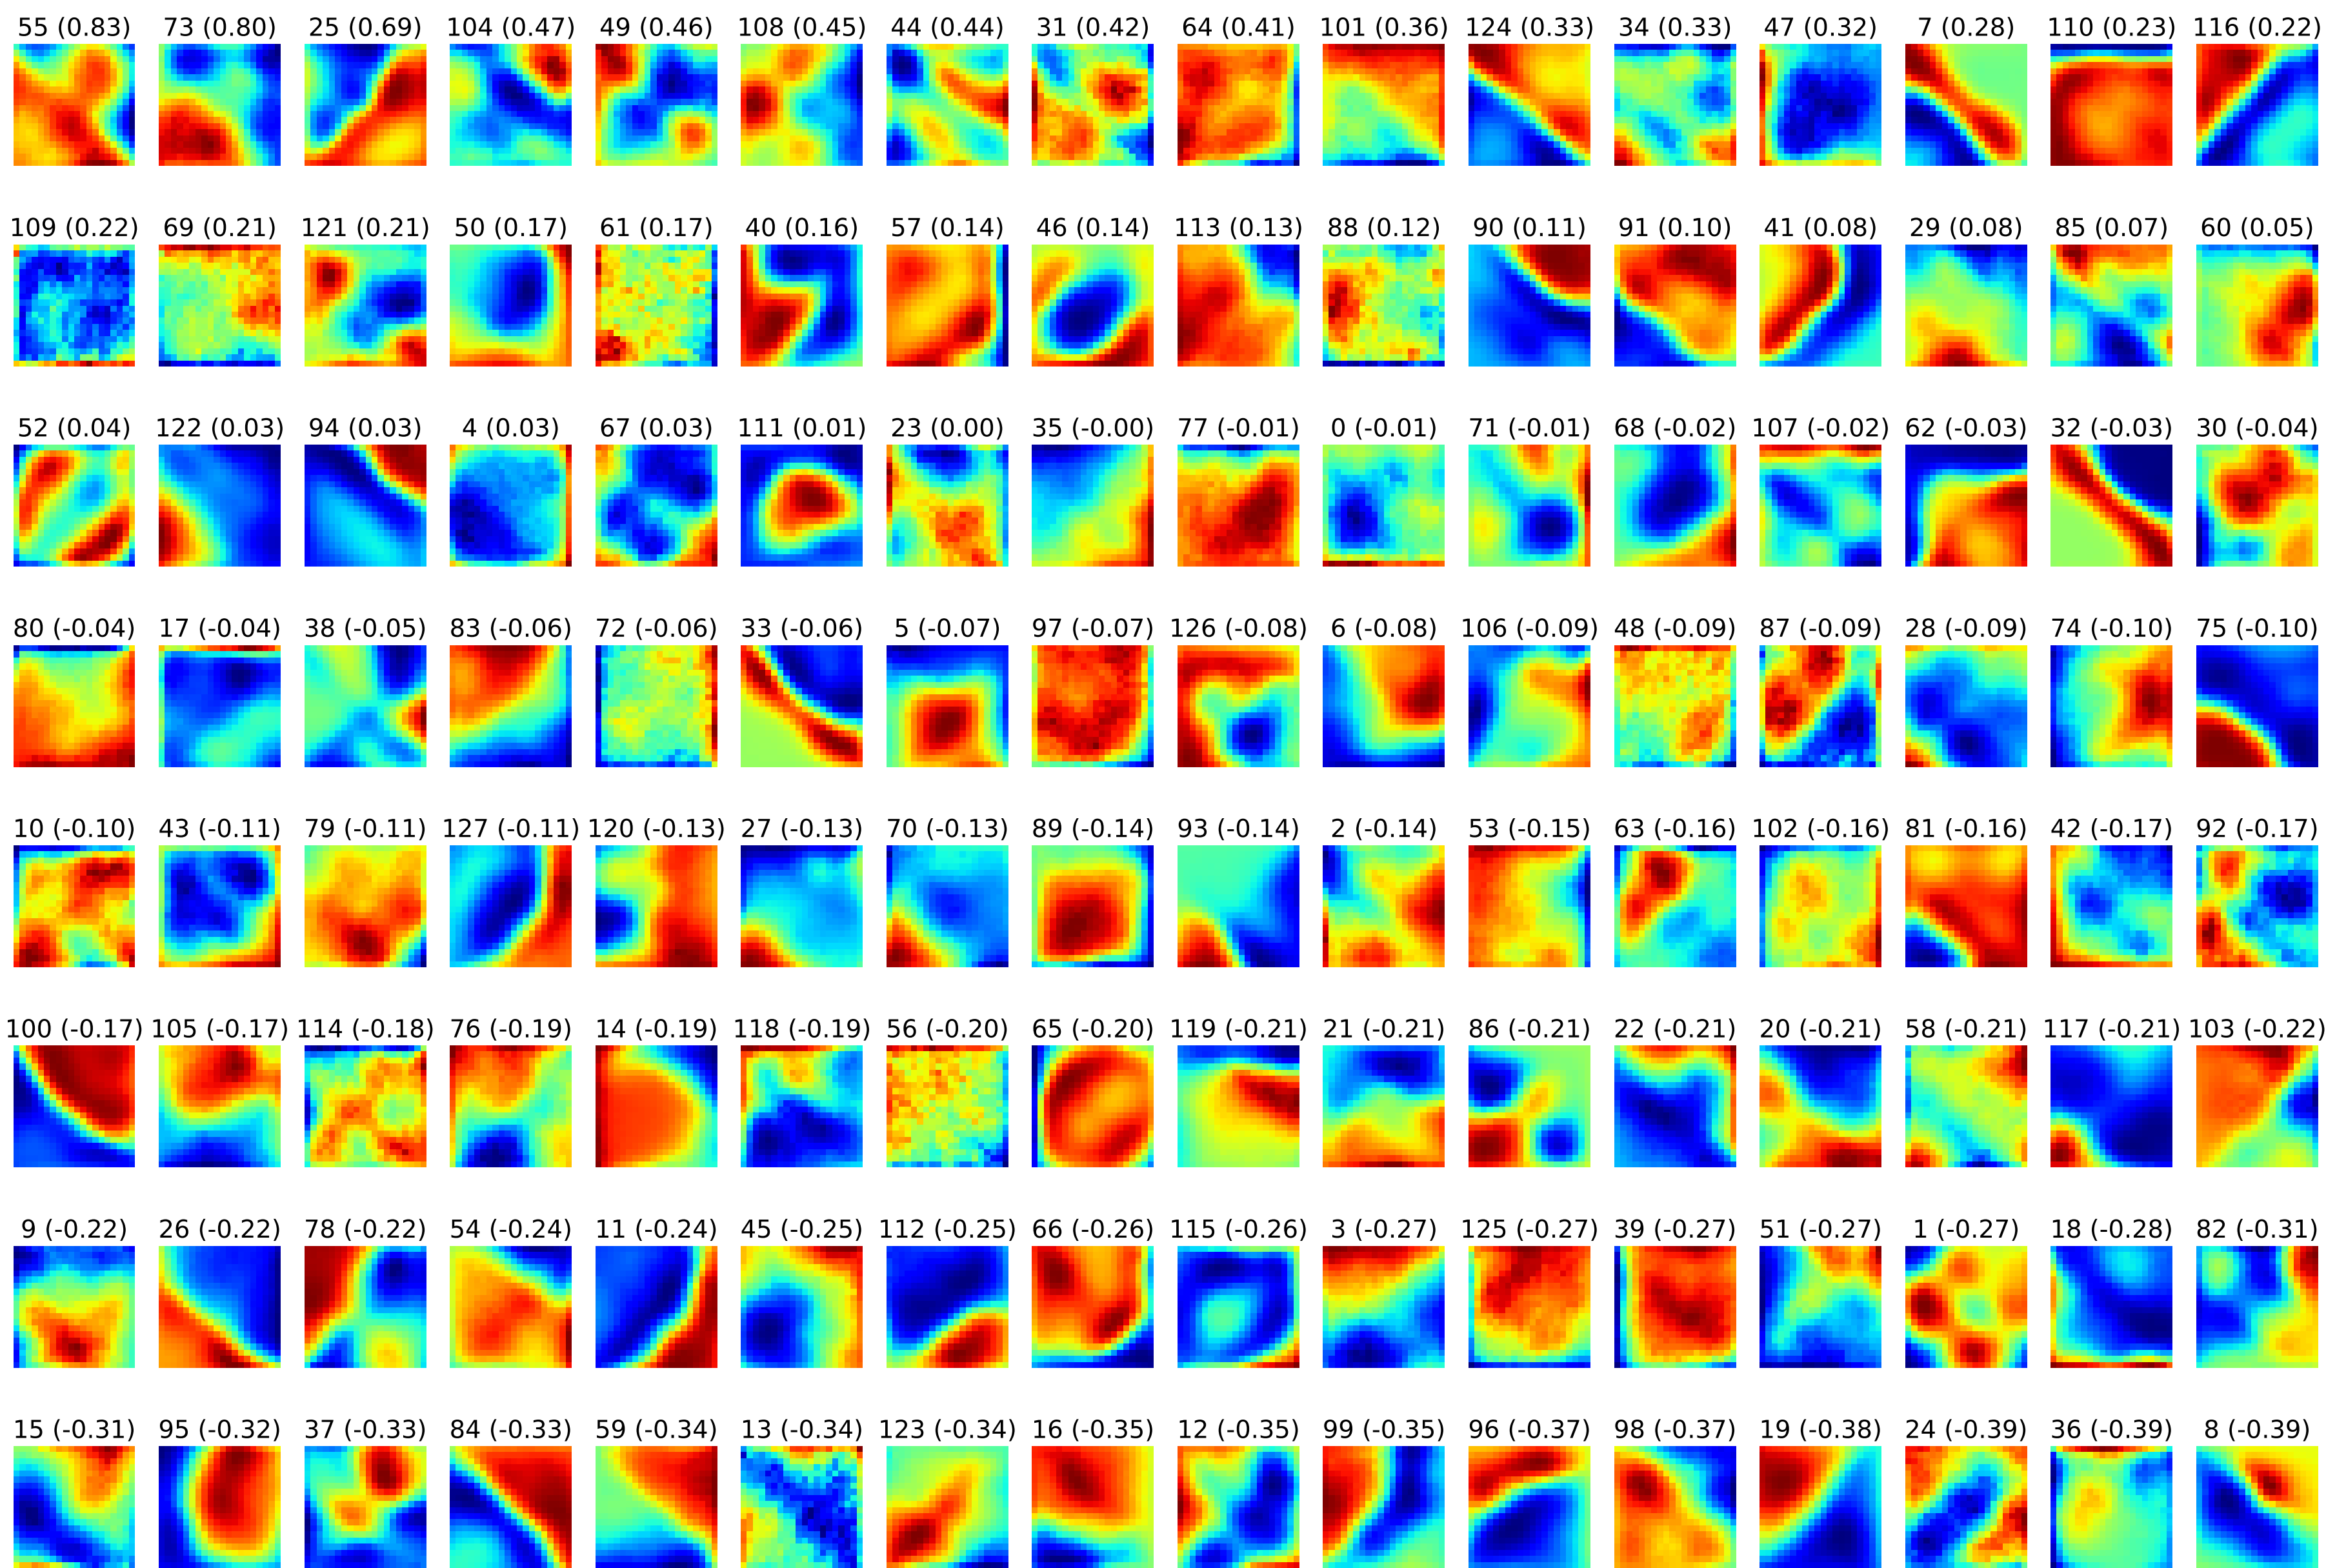 55 (0.83) 73 (0.80) 25 (0.69) 104 (0.47) 49 (0.46) 108 (0.45) 44 (0.44) 31 (0.42) 64 (0.41) 101 (0.36) 124 (0.33) 34 (0.33) 47 (0.32) 7 (0.28) 110 (0.23) 116 (0.22)
109 (0.22) 69 (0.21) 121 (0.21) 50 (0.17) 61 (0.17) 40 (0.16) 57 (0.14) 46 (0.14) 113 (0.13) 88 (0.12) 90 (0.11) 91 (0.10) 41 (0.08) 29 (0.08) 85 (0.07) 60 (0.05)
52 (0.04) 122 (0.03) 94 (0.03) 4 (0.03) 67 (0.03) 111 (0.01) 23 (0.00) 35 (-0.00) 77 (-0.01) 0 (-0.01) 71 (-0.01) 68 (-0.02) 107 (-0.02) 62 (-0.03) 32 (-0.03) 30 (-0.04)
80 (-0.04) 17 (-0.04) 38 (-0.05) 83 (-0.06) 72 (-0.06) 33 (-0.06) 5 (-0.07) 97 (-0.07) 126 (-0.08) 6 (-0.08) 106 (-0.09) 48 (-0.09) 87 (-0.09) 28 (-0.09) 74 (-0.10) 75 (-0.10)
10 (-0.10) 43 (-0.11) 79 (-0.11) 127 (-0.11) 120 (-0.13) 27 (-0.13) 70 (-0.13) 89 (-0.14) 93 (-0.14) 2 (-0.14) 53 (-0.15) 63 (-0.16) 102 (-0.16) 81 (-0.16) 42 (-0.17) 92 (-0.17)
100 (-0.17) 105 (-0.17) 114 (-0.18) 76 (-0.19) 14 (-0.19) 118 (-0.19) 56 (-0.20) 65 (-0.20) 119 (-0.21) 21 (-0.21) 86 (-0.21) 22 (-0.21) 20 (-0.21) 58 (-0.21) 117 (-0.21) 103 (-0.22)
9 (-0.22) 26 (-0.22) 78 (-0.22) 54 (-0.24) 11 (-0.24) 45 (-0.25) 112 (-0.25) 66 (-0.26) 115 (-0.26) 3 (-0.27) 125 (-0.27) 39 (-0.27) 51 (-0.27) 1 (-0.27) 18 (-0.28) 82 (-0.31)
15 (-0.31) 95 (-0.32) 37 (-0.33) 84 (-0.33) 59 (-0.34) 13 (-0.34) 123 (-0.34) 16 (-0.35) 12 (-0.35) 99 (-0.35) 96 (-0.37) 98 (-0.37) 19 (-0.38) 24 (-0.39) 36 (-0.39) 8 (-0.39)